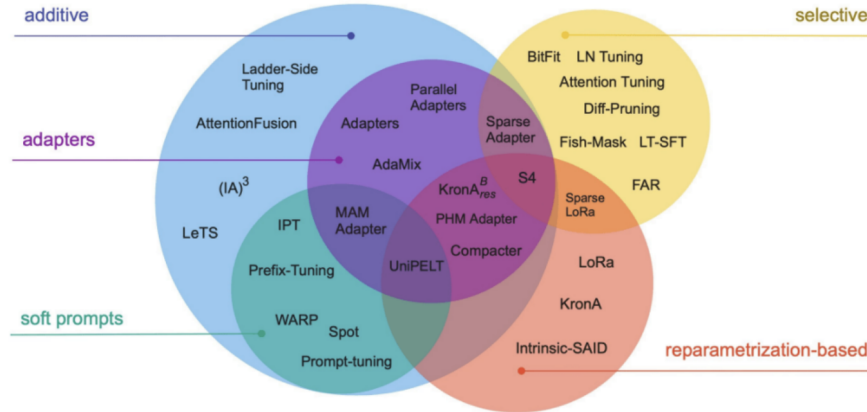 additive
selective
BitFit LN Tuning
Ladder-Side
Tuning
Attention Tuning
Parallel
Adapters
Diff-Pruning
AttentionFusion
Adapters
Sparse
Adapter
adapters
Fish-Mask LT-SFT
AdaMix
(IA)³
KronA^B_res
S4
FAR
Sparse
LoRa
LeTS
IPT
MAM
Adapter
PHM Adapter
Compacter
Prefix-Tuning
UniPELT
LoRa
KronA
soft prompts
WARP
Spot
Prompt-tuning
Intrinsic-SAID
reparametrization-based